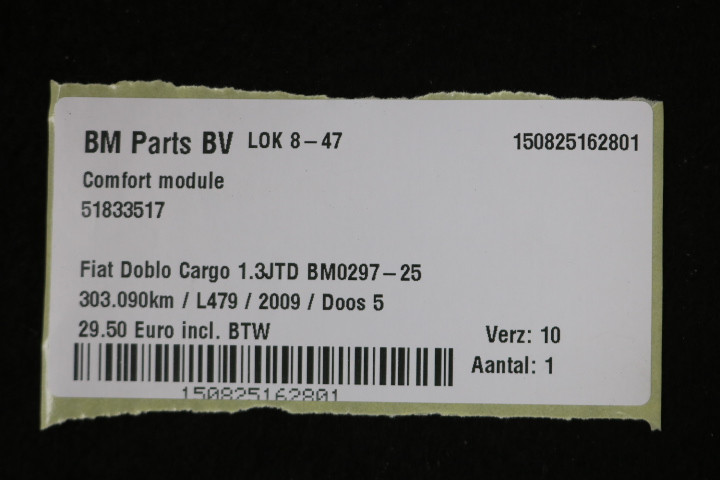 BM Parts BV LOK 8-47 150825162801
Comfort module
51833517
Fiat Doblo Cargo 1.3JTD BM0297-25
303.090km / L479 / 2009 / Doos 5
29.50 Euro incl. BTW Verz: 10
Aantal: 1
150825162801